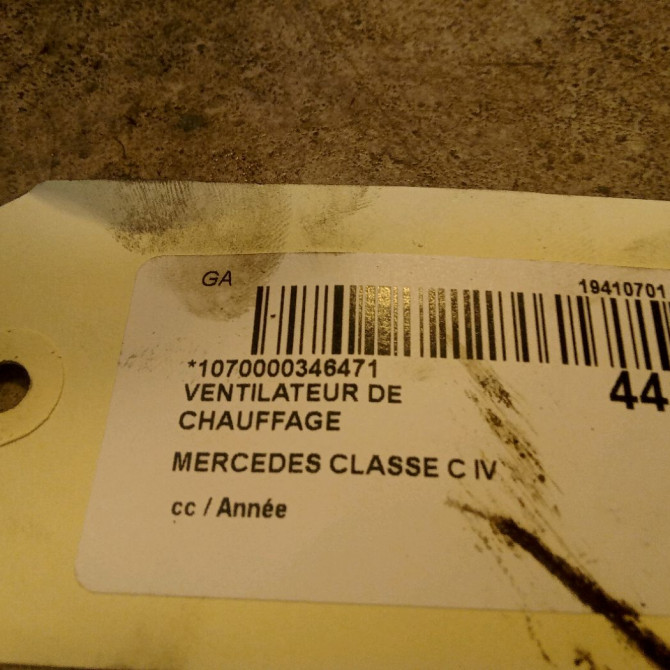 GA
19410701
*1070000346471
44
VENTILATEUR DE
CHAUFFAGE
MERCEDES CLASSE C IV
cc / Année